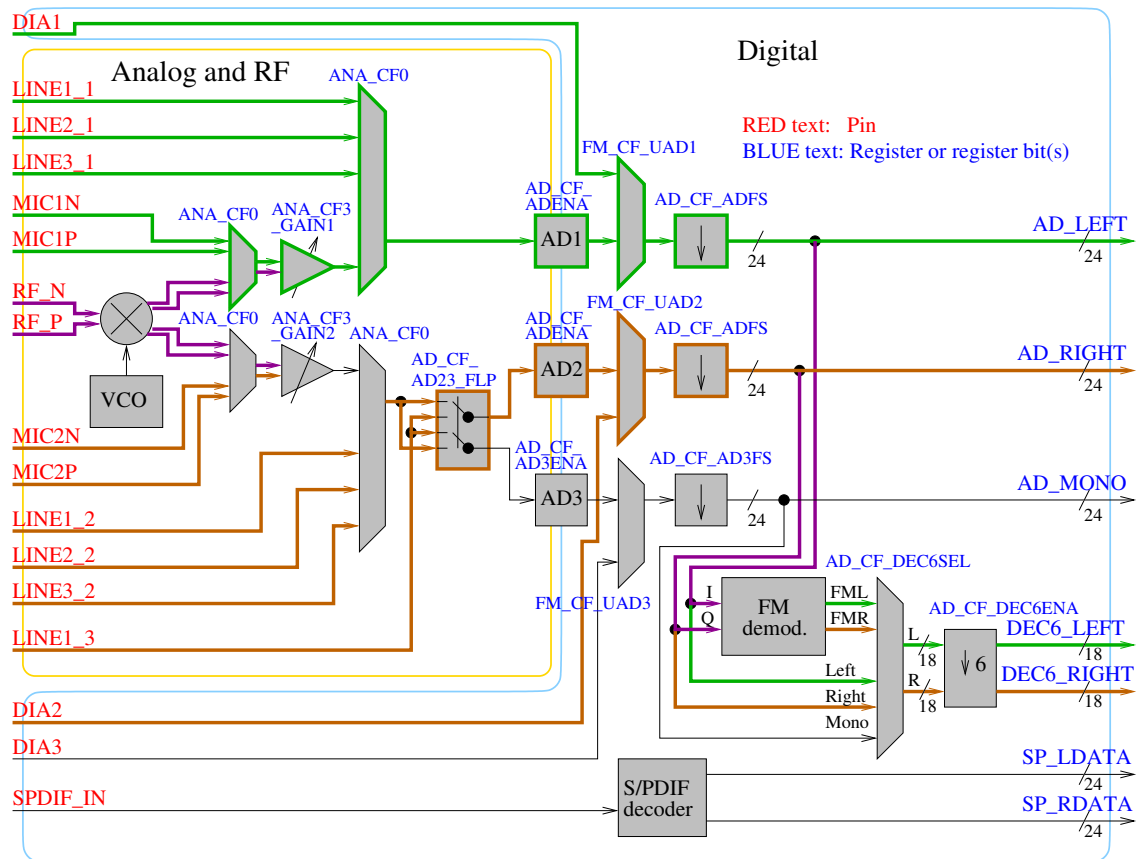 DIA1
Analog and RF
Digital
ANA_CF0
LINE1_1
LINE2_1
LINE3_1
RED text: Pin
BLUE text: Register or register bit(s)
FM_CF_UAD1
MIC1N
MIC1P
ANA_CF0
ANA_CF3
_GAIN1
AD_CF_
ADENA
AD1
AD_CF_ADFS
24
AD_LEFT
24
RF_N
RF_P
ANA_CF0
ANA_CF3
_GAIN2
ANA_CF0
VCO
AD_CF_
AD23_FLP
AD_CF_
ADENA
AD2
FM_CF_UAD2
AD_CF_ADFS
24
AD_RIGHT
24
MIC2N
MIC2P
AD_CF_
AD3ENA
AD3
AD_CF_AD3FS
24
AD_MONO
24
LINE1_2
LINE2_2
LINE3_2
LINE1_3
FM_CF_UAD3
AD_CF_DEC6SEL
I
Q
FM
demod.
FML
FMR
Left
Right
Mono
L
18
R
18
AD_CF_DEC6ENA
6
DEC6_LEFT
18
DEC6_RIGHT
18
DIA2
DIA3
SPDIF_IN
S/PDIF
decoder
SP_LDATA
24
SP_RDATA
24